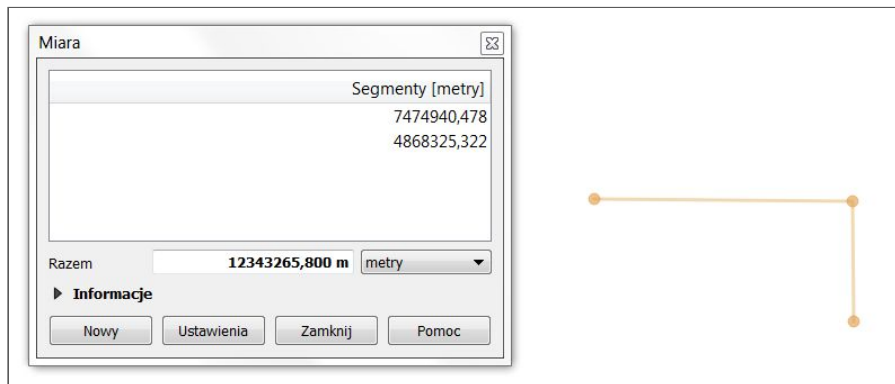 Miara
Segmenty [metry]
7474940,478
4868325,322
Razem 12343265,800 m metry
Informacje
Nowy Ustawienia Zamknij Pomoc